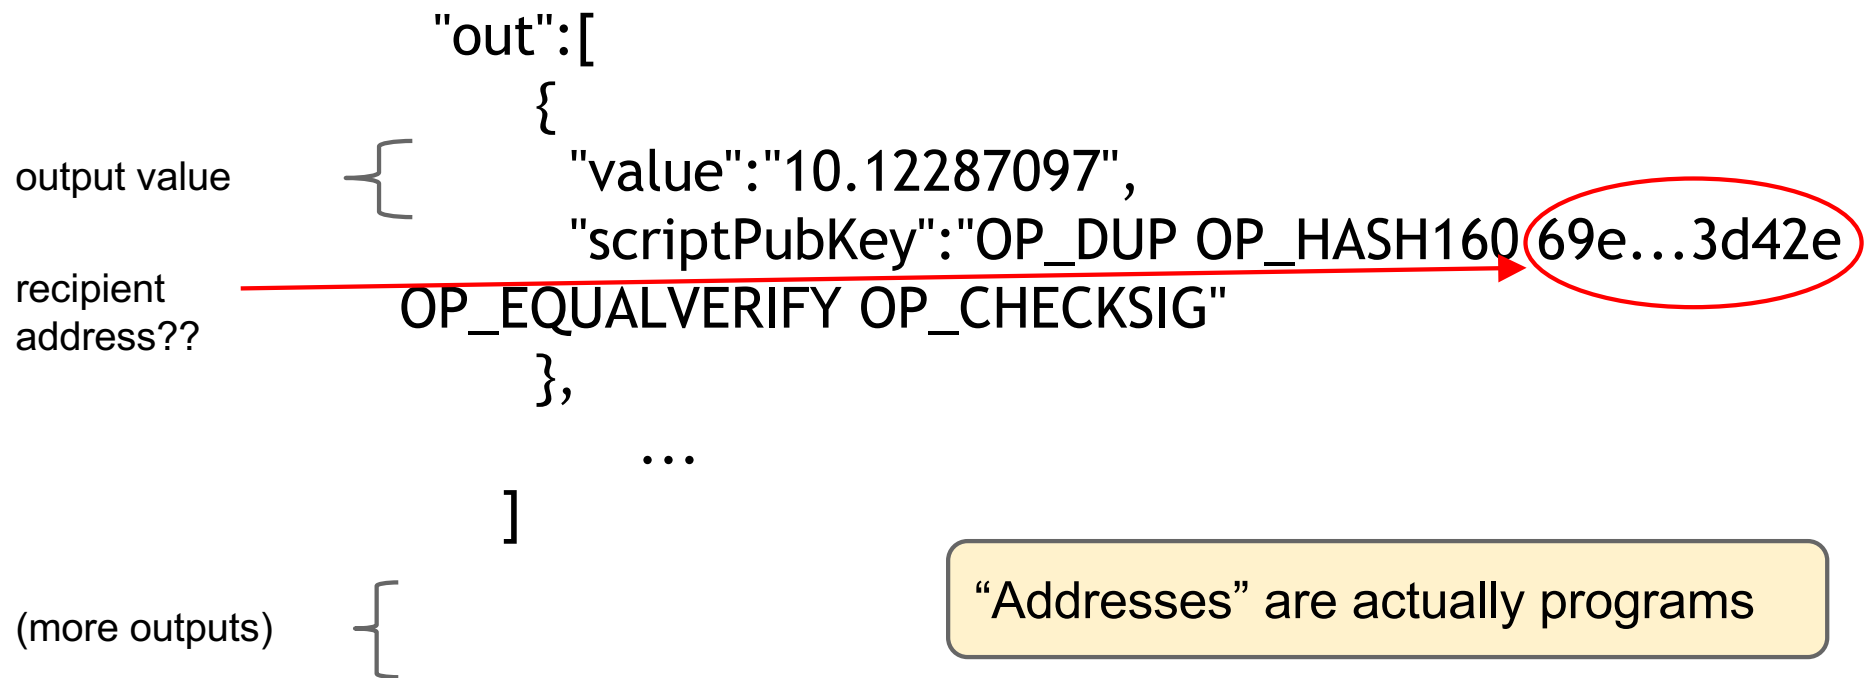 "out":[
{
output value
"value":"10.12287097",
"scriptPubKey":"OP_DUP OP_HASH160 69e...3d42e
recipient
address??
OP_EQUALVERIFY OP_CHECKSIG"
},
...
]
“Addresses” are actually programs
(more outputs)